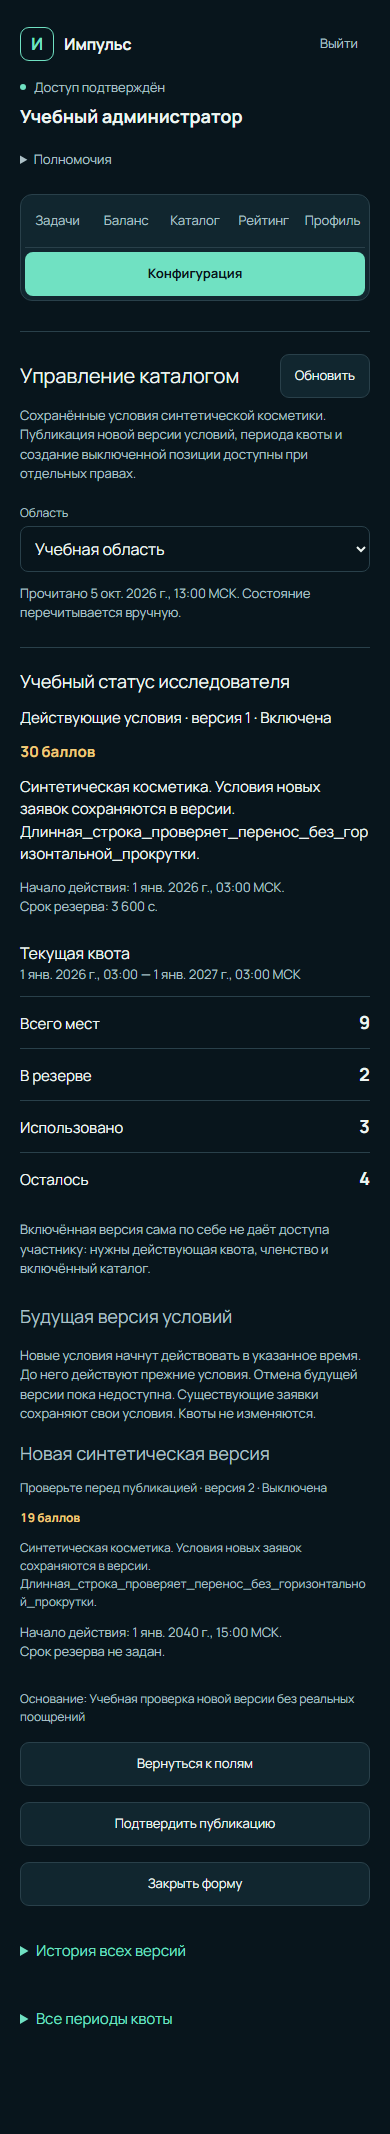 И Импульс Выйти
Доступ подтверждён
Учебный администратор
Полномочия
Задачи Баланс Каталог Рейтинг Профиль
Конфигурация
Управление каталогом Обновить
Сохранённые условия синтетической косметики.
Публикация новой версии условий, периода квоты и
создание выключенной позиции доступны при
отдельных правах.
Область
Учебная область
Прочитано 5 окт. 2026 г., 13:00 МСК. Состояние
перечитывается вручную.
Учебный статус исследователя
Действующие условия · версия 1 · Включена
30 баллов
Синтетическая косметика. Условия новых
заявок сохраняются в версии.
Длинная_строка_проверяет_перенос_без_гор
изонтальной_прокрутки.
Начало действия: 1 янв. 2026 г., 03:00 МСК.
Срок резерва: 3 600 с.
Текущая квота
1 янв. 2026 г., 03:00 — 1 янв. 2027 г., 03:00 МСК
Всего мест 9
В резерве 2
Использовано 3
Осталось 4
Включённая версия сама по себе не даёт доступа
участнику: нужны действующая квота, членство и
включённый каталог.
Будущая версия условий
Новые условия начнут действовать в указанное время.
До него действуют прежние условия. Отмена будущей
версии пока недоступна. Существующие заявки
сохраняют свои условия. Квоты не изменяются.
Новая синтетическая версия
Проверьте перед публикацией · версия 2 · Выключена
19 баллов
Синтетическая косметика. Условия новых заявок
сохраняются в версии.
Длинная_строка_проверяет_перенос_без_горизонтально
й_прокрутки.
Начало действия: 1 янв. 2040 г., 15:00 МСК.
Срок резерва не задан.
Основание: Учебная проверка новой версии без реальных
поощрений
Вернуться к полям
Подтвердить публикацию
Закрыть форму
История всех версий
Все периоды квоты